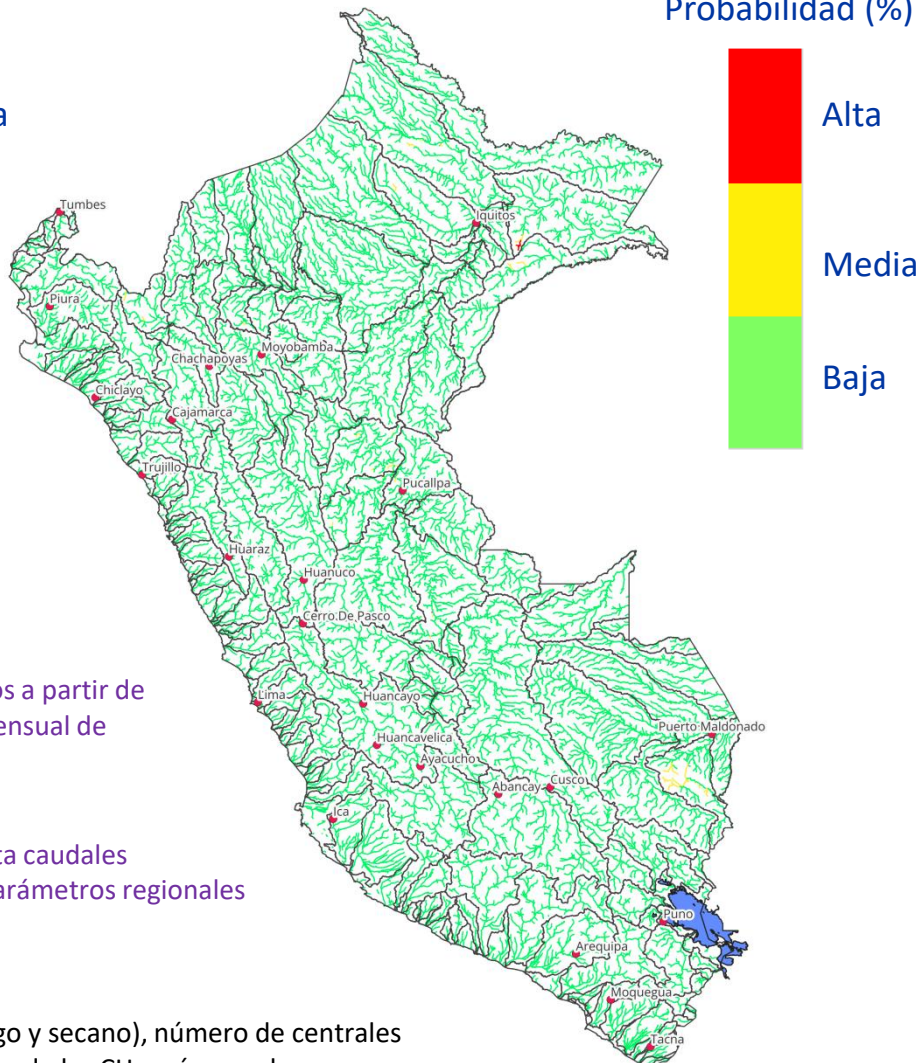 Probabilidad (%)
Alta
Media
Baja
a
Tumbes
Iquitos
Piura
Moyobamba
Chachapoyas
Chiclayo
Cajamarca
Trujillo
Pucallpa
Huaraz
Huanuco
Cerro De Pasco
os a partir de
Lima
Huancayo
ensual de
Puerto Maldonado
Huancavelica
Ayacucho
Abancay
Cusco
Ica
ta caudales
parámetros regionales
Puno
Arequipa
Moquegua
go y secano), número de centrales
Tacna